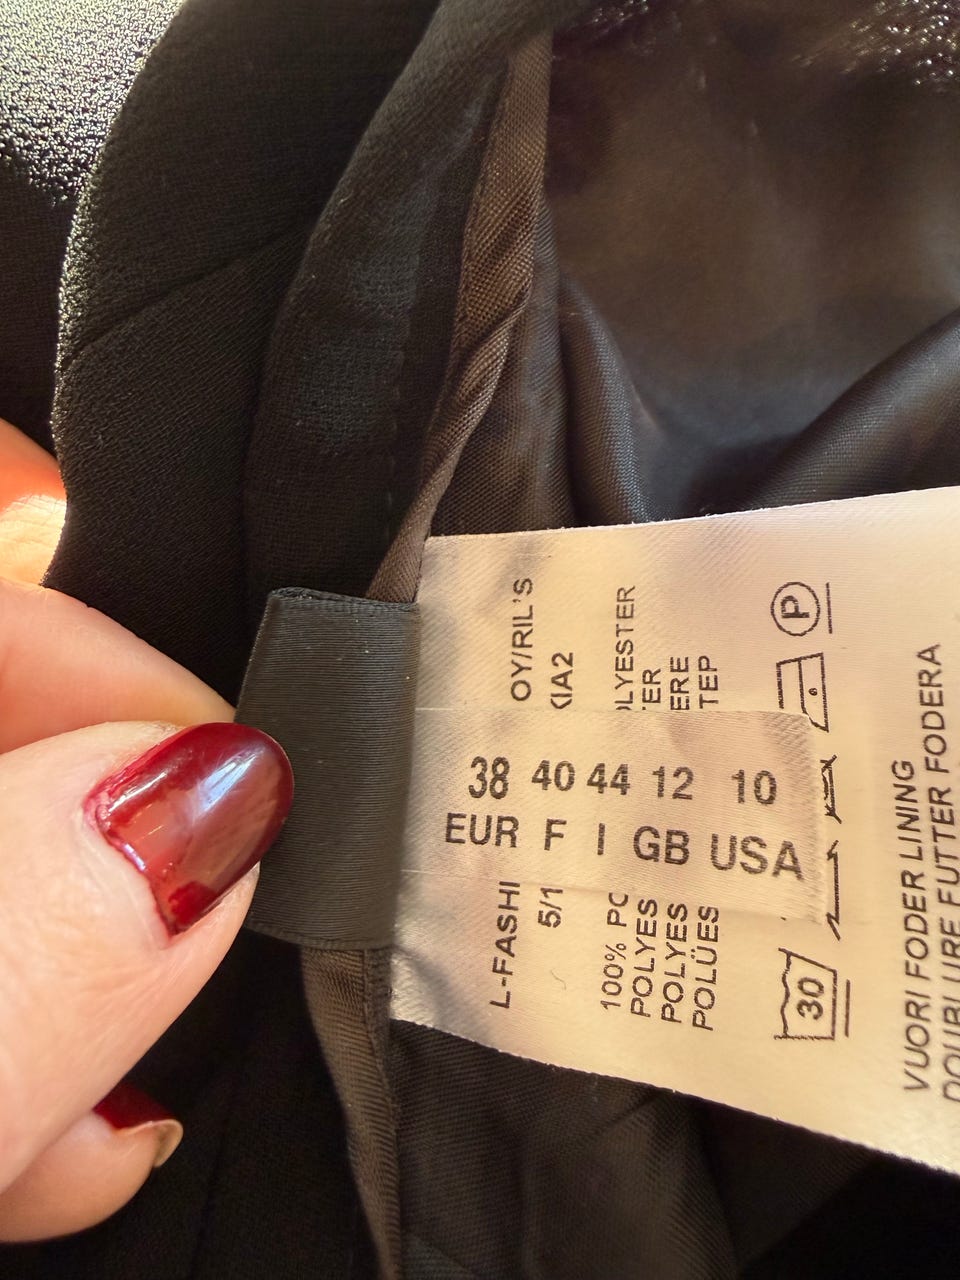 38 40 44 12 10
EUR F I GB USA
L-FASHI OY/RIL'S
5/1 KIA2
100% PO LYESTER
POLYES TER
POLYES ERE
POLÜES TEP
30
P
VUORI FODER LINING
DOUBLURE FUTTER FODERA